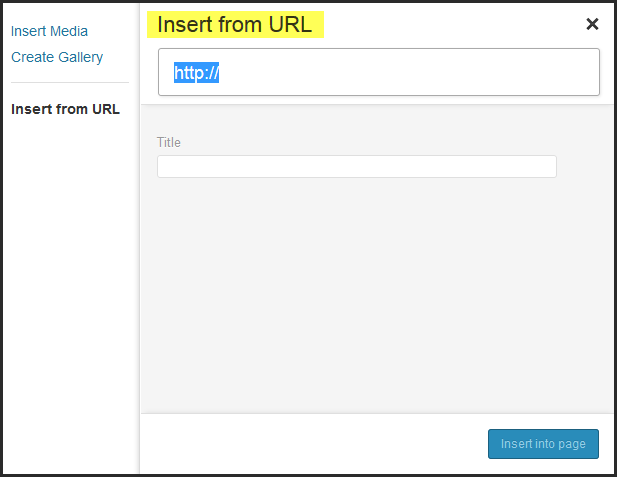 Insert Media
Create Gallery
Insert from URL
Insert from URL
×
http://
Title
Insert into page